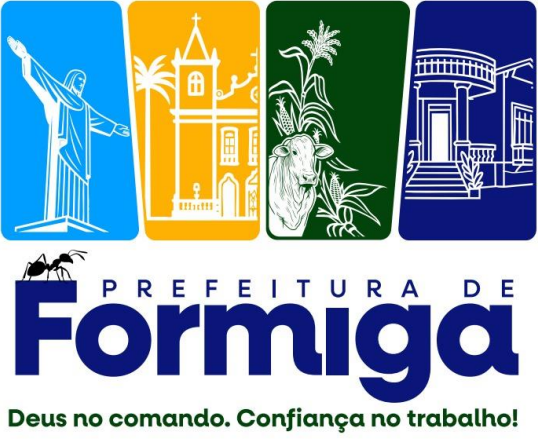 PREFEITURA DE
Formiga
Deus no comando. Confiança no trabalho!